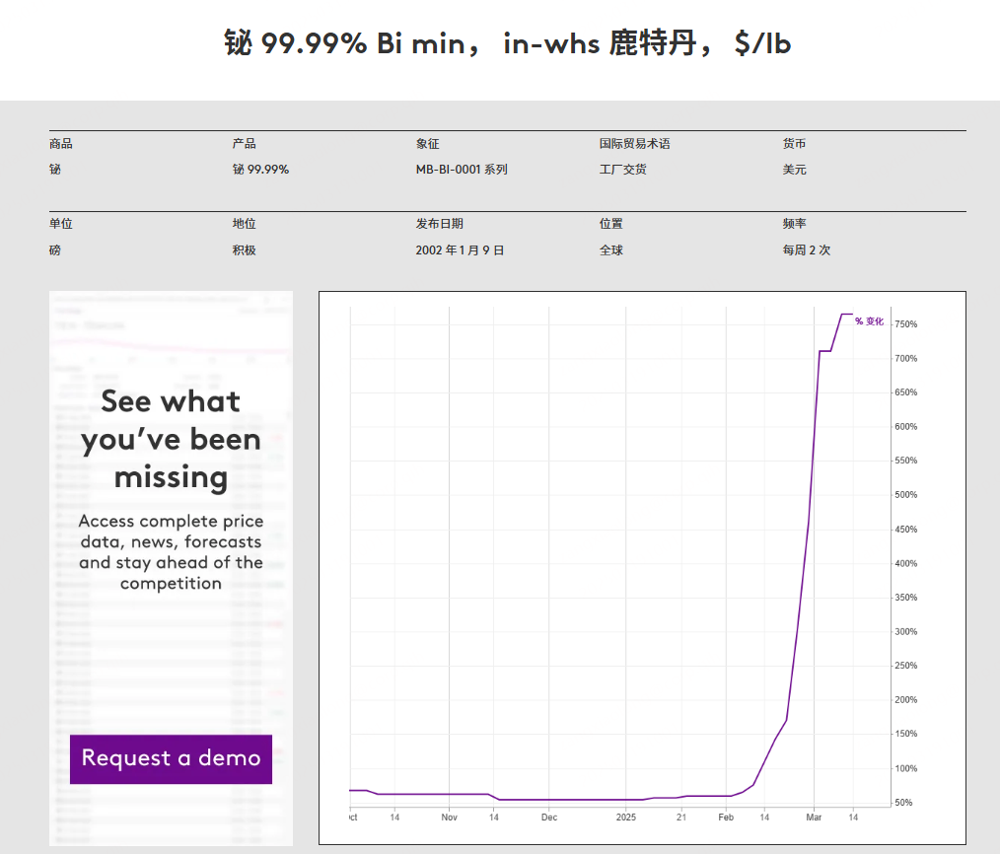 铋 99.99% Bi min， in-whs 鹿特丹， $/lb
商品 产品 象征 国际贸易术语 货币
铋 铋 99.99% MB-BI-0001 系列 工厂交货 美元
单位 地位 发布日期 位置 频率
磅 积极 2002 年 1 月 9 日 全球 每周 2 次
See what
you've been
missing
Access complete price
data, news, forecasts
and stay ahead of the
competition
Request a demo
% 变化
750%
700%
650%
600%
550%
500%
450%
400%
350%
300%
250%
200%
150%
100%
50%
ct 14 Nov 14 Dec 2025 21 Feb 14 Mar 14